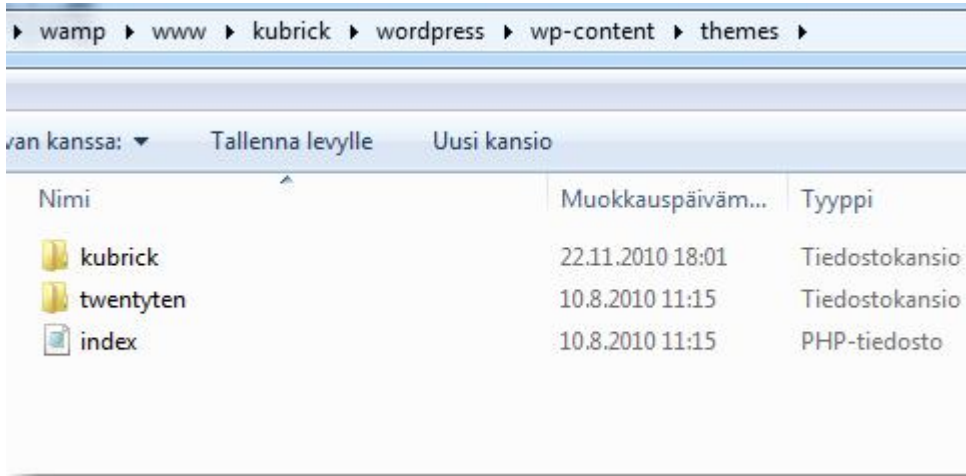 wamp www kubrick wordpress wp-content themes
van kanssa: Tallenna levylle Uusi kansio
Nimi Muokkauspäiväm... Tyyppi
kubrick 22.11.2010 18:01 Tiedostokansio
twentyten 10.8.2010 11:15 Tiedostokansio
index 10.8.2010 11:15 PHP-tiedosto